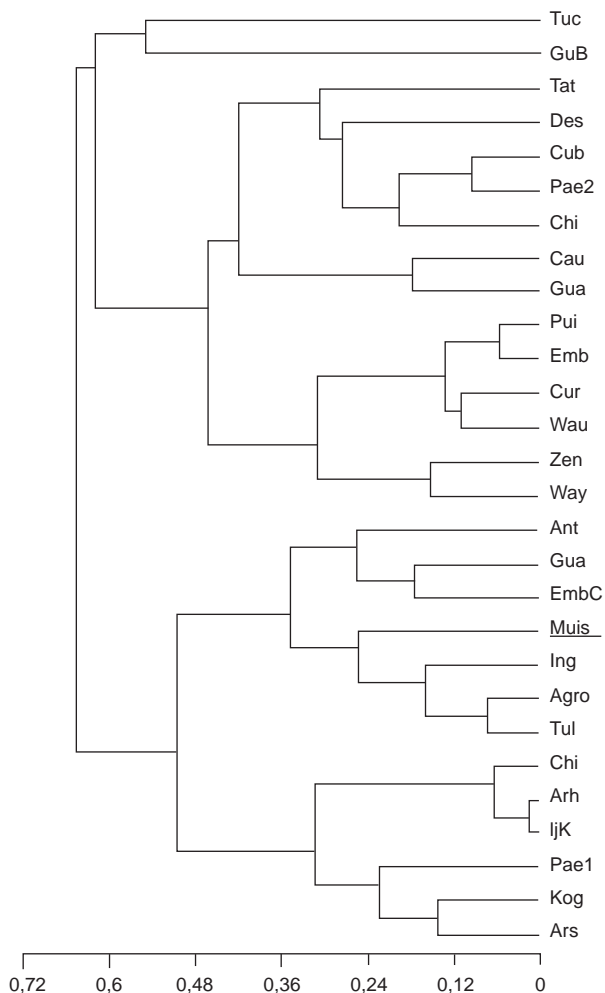 Tuc
GuB
Tat
Des
Cub
Pae2
Chi
Cau
Gua
Pui
Emb
Cur
Wau
Zen
Way
Ant
Gua
EmbC
Muis
Ing
Agro
Tul
Chi
Arh
ljK
Pae1
Kog
Ars
0,72 0,6 0,48 0,36 0,24 0,12 0